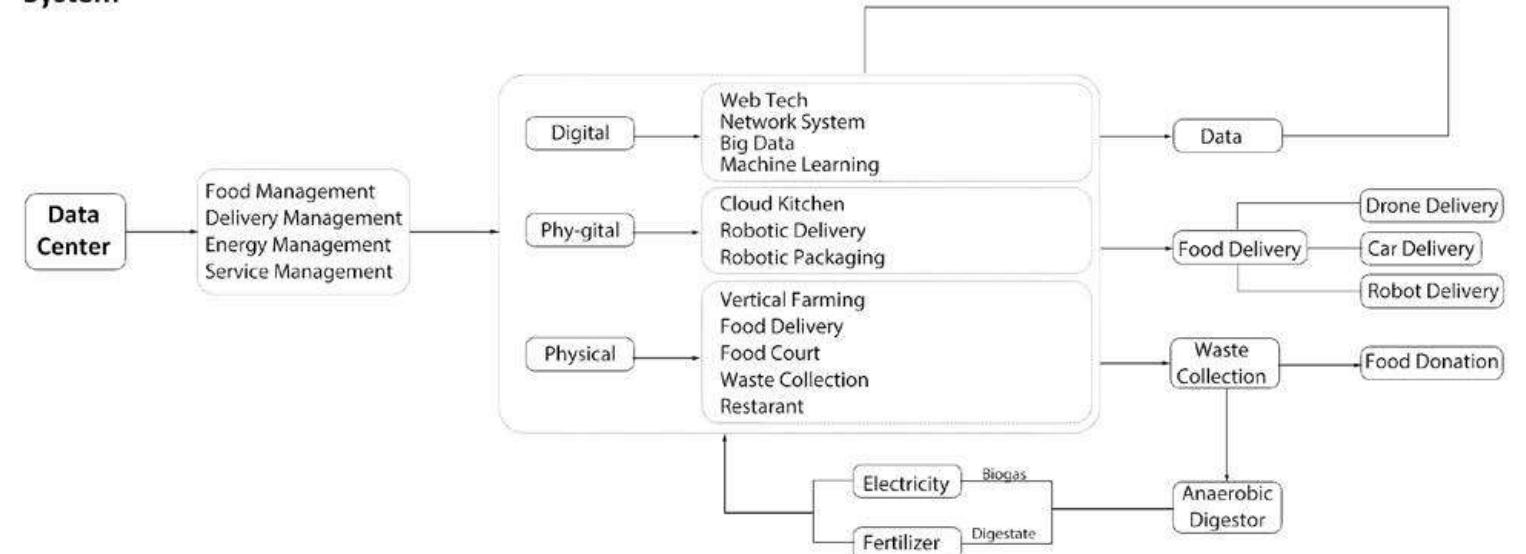 System
Data
Center
Food Management
Delivery Management
Energy Management
Service Management
Digital
Web Tech
Network System
Big Data
Machine Learning
Data
Phy-gital
Cloud Kitchen
Robotic Delivery
Robotic Packaging
Food Delivery
Drone Delivery
Car Delivery
Robot Delivery
Physical
Vertical Farming
Food Delivery
Food Court
Waste Collection
Restarant
Waste
Collection
Food Donation
Electricity
Biogas
Fertilizer
Digestate
Anaerobic
Digestor